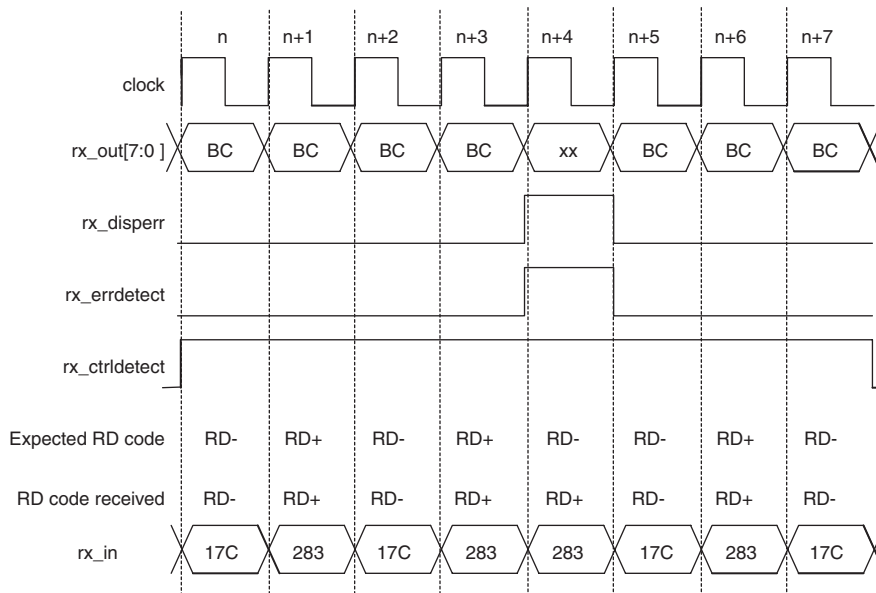 n n+1 n+2 n+3 n+4 n+5 n+6 n+7
clock
rx_out[7:0 ] BC BC BC BC xx BC BC BC
rx_disperr
rx_errdetect
rx_ctrldetect
Expected RD code RD- RD+ RD- RD+ RD- RD- RD+ RD-
RD code received RD- RD+ RD- RD+ RD+ RD- RD+ RD-
rx_in 17C 283 17C 283 283 17C 283 17C